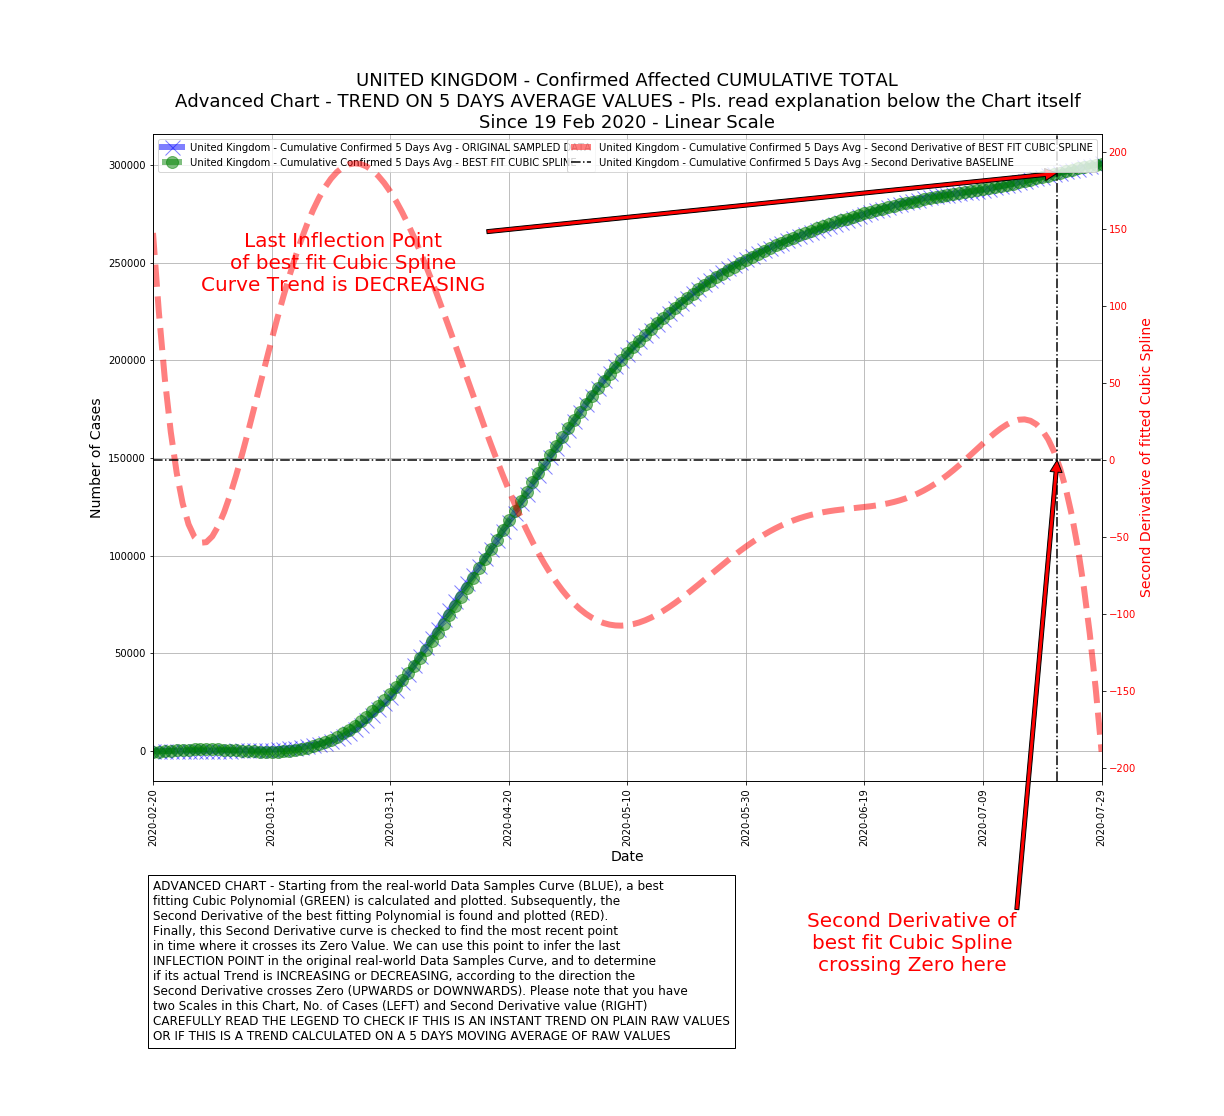 UNITED KINGDOM - Confirmed Affected CUMULATIVE TOTAL
Advanced Chart - TREND ON 5 DAYS AVERAGE VALUES - Pls. read explanation below the Chart itself
Since 19 Feb 2020 - Linear Scale
United Kingdom - Cumulative Confirmed 5 Days Avg - ORIGINAL SAMPLED
United Kingdom - Cumulative Confirmed 5 Days Avg - BEST FIT CUBIC
United Kingdom - Cumulative Confirmed 5 Days Avg - Second Derivative of BEST FIT CUBIC SPLINE
United Kingdom - Cumulative Confirmed 5 Days Avg - Second Derivative BASELINE
Last Inflection Point
of best fit Cubic Spline
Curve Trend is DECREASING
Number of Cases
300000
250000
200000
150000
100000
50000
0
Second Derivative of fitted Cubic Spline
200
150
100
50
0
−50
−100
−150
−200
2020-02-20
2020-03-11
2020-03-31
2020-04-20
2020-05-10
2020-05-30
2020-06-19
2020-07-09
2020-07-29
Date
Second Derivative of
best fit Cubic Spline
crossing Zero here
ADVANCED CHART - Starting from the real-world Data Samples Curve (BLUE), a best
fitting Cubic Polynomial (GREEN) is calculated and plotted. Subsequently, the
Second Derivative of the best fitting Polynomial is found and plotted (RED).
Finally, this Second Derivative curve is checked to find the most recent point
in time where it crosses its Zero Value. We can use this point to infer the last
INFLECTION POINT in the original real-world Data Samples Curve, and to determine
if its actual Trend is INCREASING or DECREASING, according to the direction the
Second Derivative crosses Zero (UPWARDS or DOWNWARDS). Please note that you have
two Scales in this Chart, No. of Cases (LEFT) and Second Derivative value (RIGHT)
CAREFULLY READ THE LEGEND TO CHECK IF THIS IS AN INSTANT TREND ON PLAIN RAW VALUES
OR IF THIS IS A TREND CALCULATED ON A 5 DAYS MOVING AVERAGE OF RAW VALUES